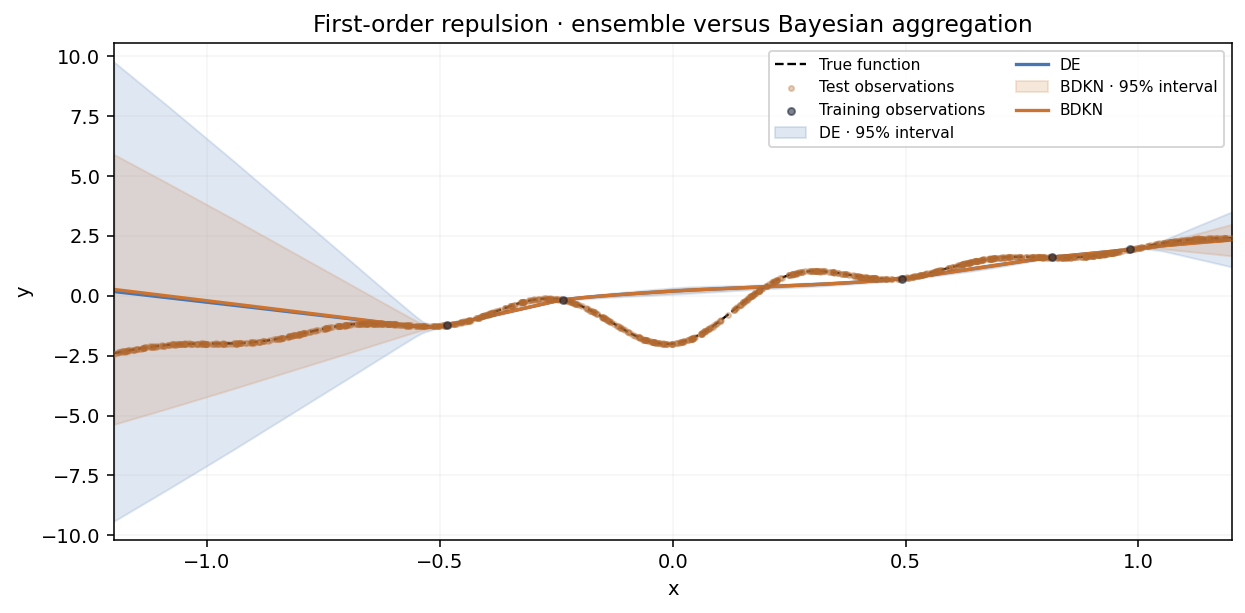 First-order repulsion · ensemble versus Bayesian aggregation
10.0
7.5
5.0
2.5
0.0
−2.5
−5.0
−7.5
−10.0
y
True function
Test observations
Training observations
DE · 95% interval
DE
BDKN · 95% interval
BDKN
−1.0
−0.5
0.0
0.5
1.0
x